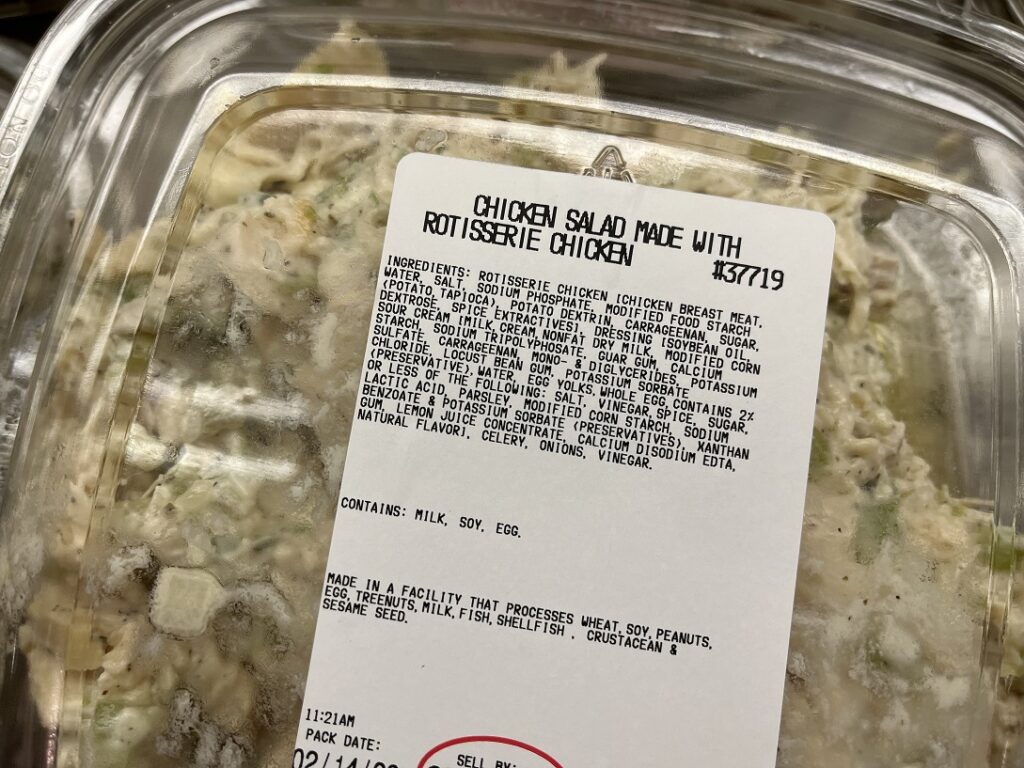 CHICKEN SALAD MADE WITH
ROTISSERIE CHICKEN #37719
INGREDIENTS: ROTISSERIE CHICKEN [CHICKEN BREAST MEAT,
WATER, SALT, SODIUM PHOSPHATE, MODIFIED FOOD STARCH
(POTATO, TAPIOCA), POTATO DEXTRIN, CARRAGEENAN, SUGAR,
DEXTROSE, SPICE EXTRACTIVES], DRESSING [SOYBEAN OIL,
SOUR CREAM (MILK, CREAM, NONFAT DRY MILK, MODIFIED CORN
STARCH, SODIUM TRIPOLYPHOSPHATE, GUAR GUM, CALCIUM
SULFATE, CARRAGEENAN, MONO- & DIGLYCERIDES, POTASSIUM
CHLORIDE, LOCUST BEAN GUM, POTASSIUM SORBATE
(PRESERVATIVE), WATER, EGG YOLKS, WHOLE EGG, CONTAINS 2%
OR LESS OF THE FOLLOWING: SALT, VINEGAR, SPICE, SUGAR,
LACTIC ACID, PARSLEY, MODIFIED CORN STARCH, SODIUM
BENZOATE & POTASSIUM SORBATE (PRESERVATIVES), XANTHAN
GUM, LEMON JUICE CONCENTRATE, CALCIUM DISODIUM EDTA,
NATURAL FLAVOR], CELERY, ONIONS, VINEGAR.
CONTAINS: MILK, SOY, EGG.
MADE IN A FACILITY THAT PROCESSES WHEAT, SOY, PEANUTS,
EGG, TREENUTS, MILK, FISH, SHELLFISH , CRUSTACEAN &
SESAME SEED.
11:21AM
PACK DATE:
SELL BY:
02/14/